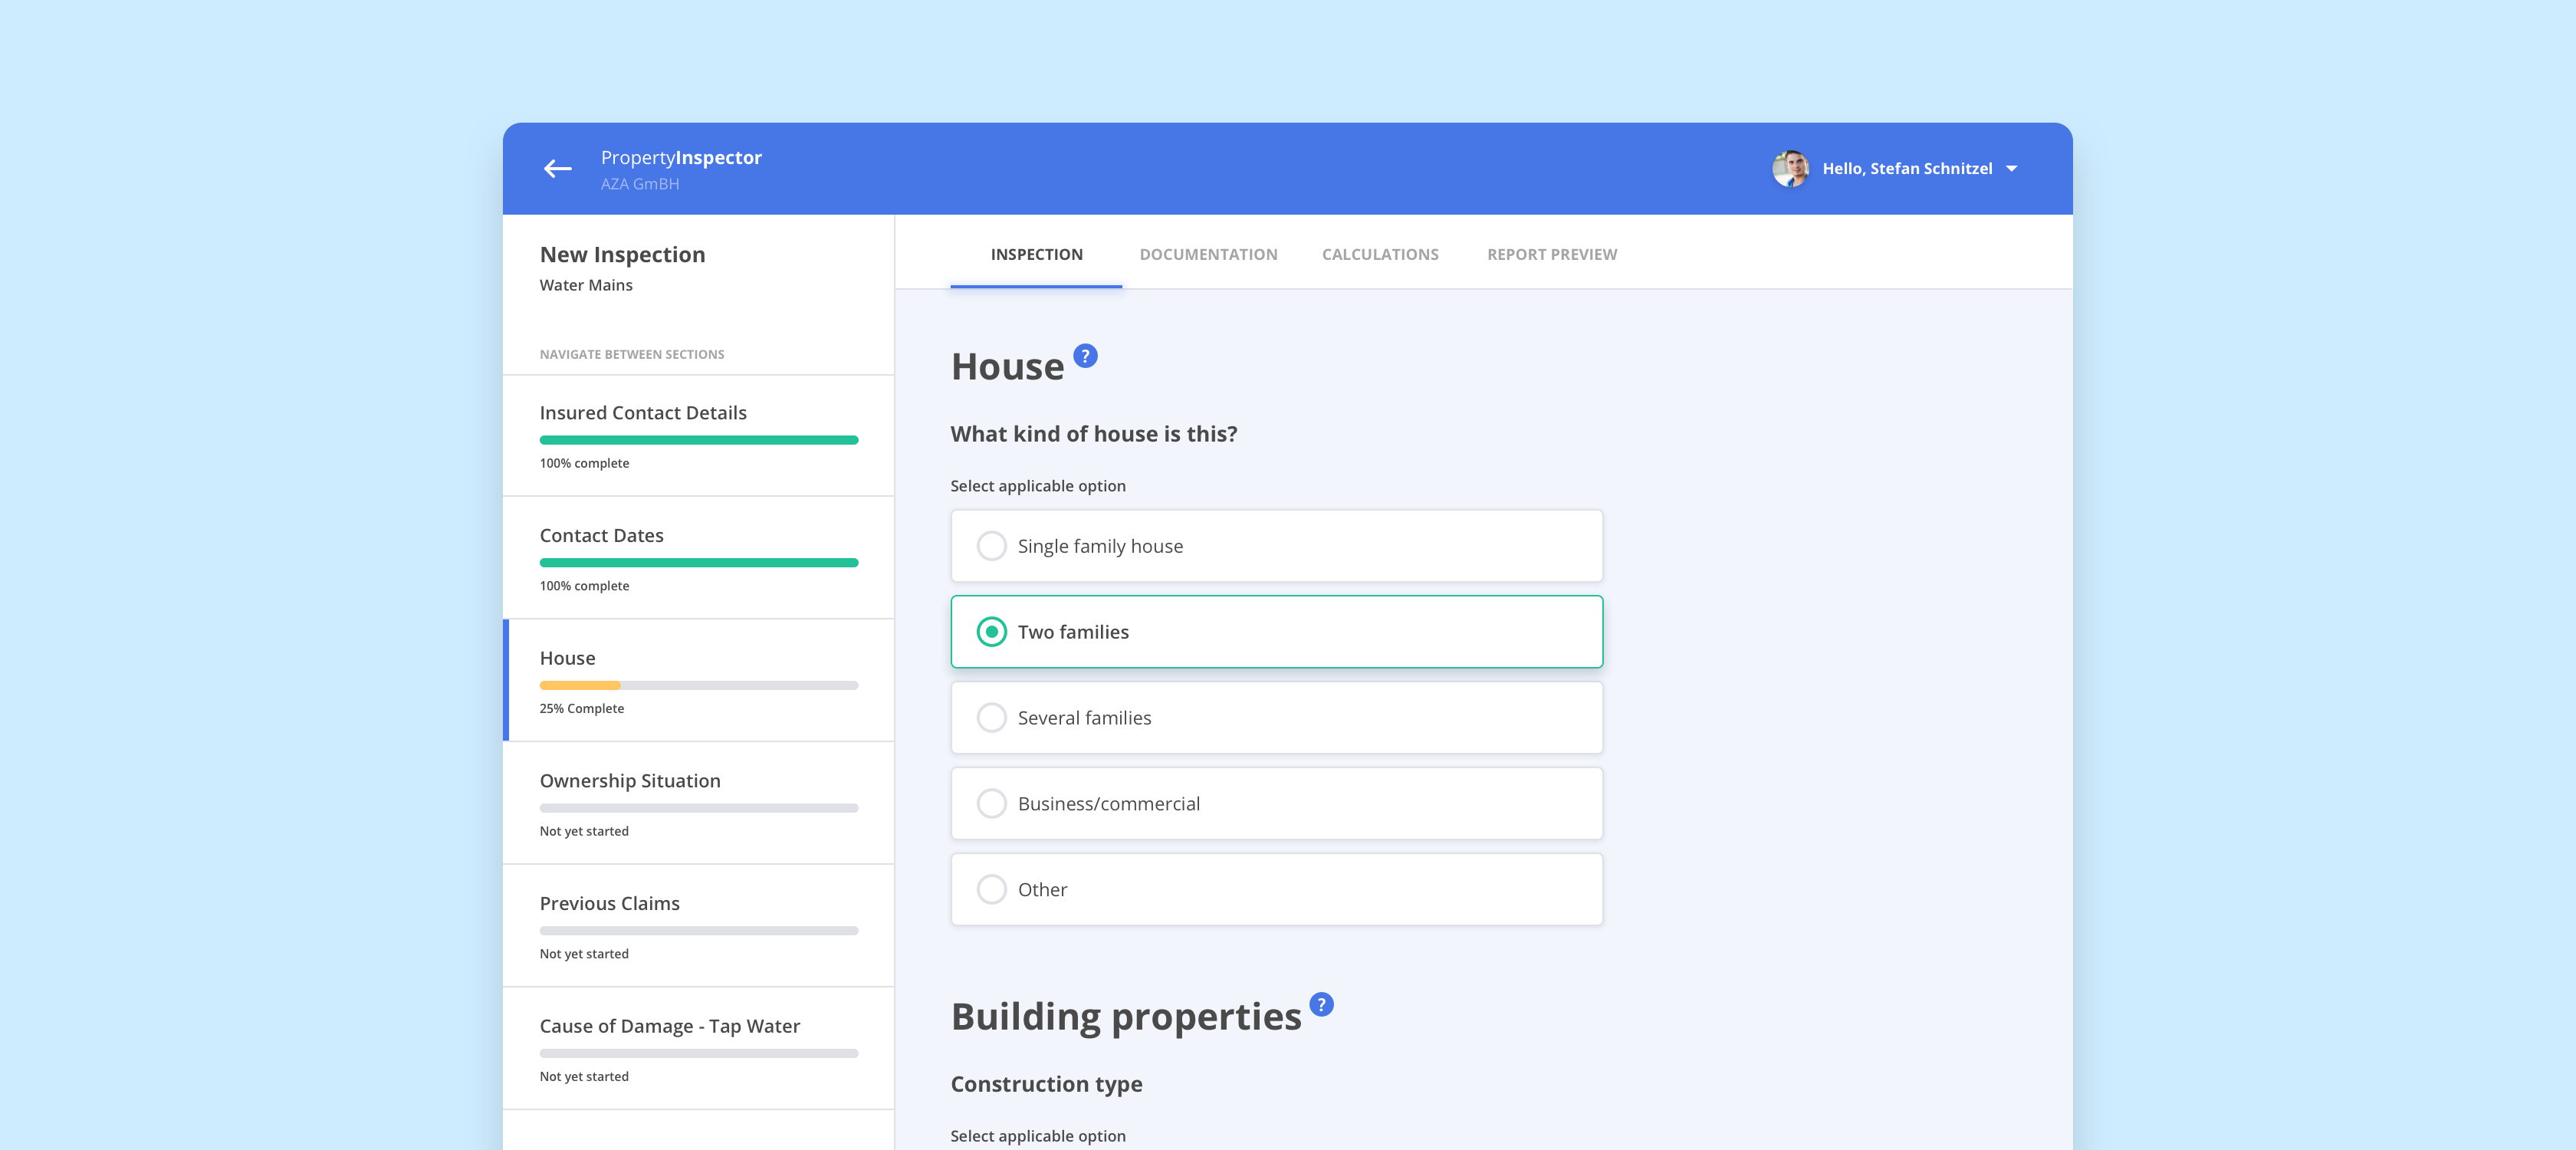 PropertyInspector
AZA GmBH
Hello, Stefan Schnitzel
New Inspection
Water Mains
NAVIGATE BETWEEN SECTIONS
Insured Contact Details
100% complete
Contact Dates
100% complete
House
25% Complete
Ownership Situation
Not yet started
Previous Claims
Not yet started
Cause of Damage - Tap Water
Not yet started
INSPECTION DOCUMENTATION CALCULATIONS REPORT PREVIEW
House ?
What kind of house is this?
Select applicable option
Single family house
Two families
Several families
Business/commercial
Other
Building properties ?
Construction type
Select applicable option